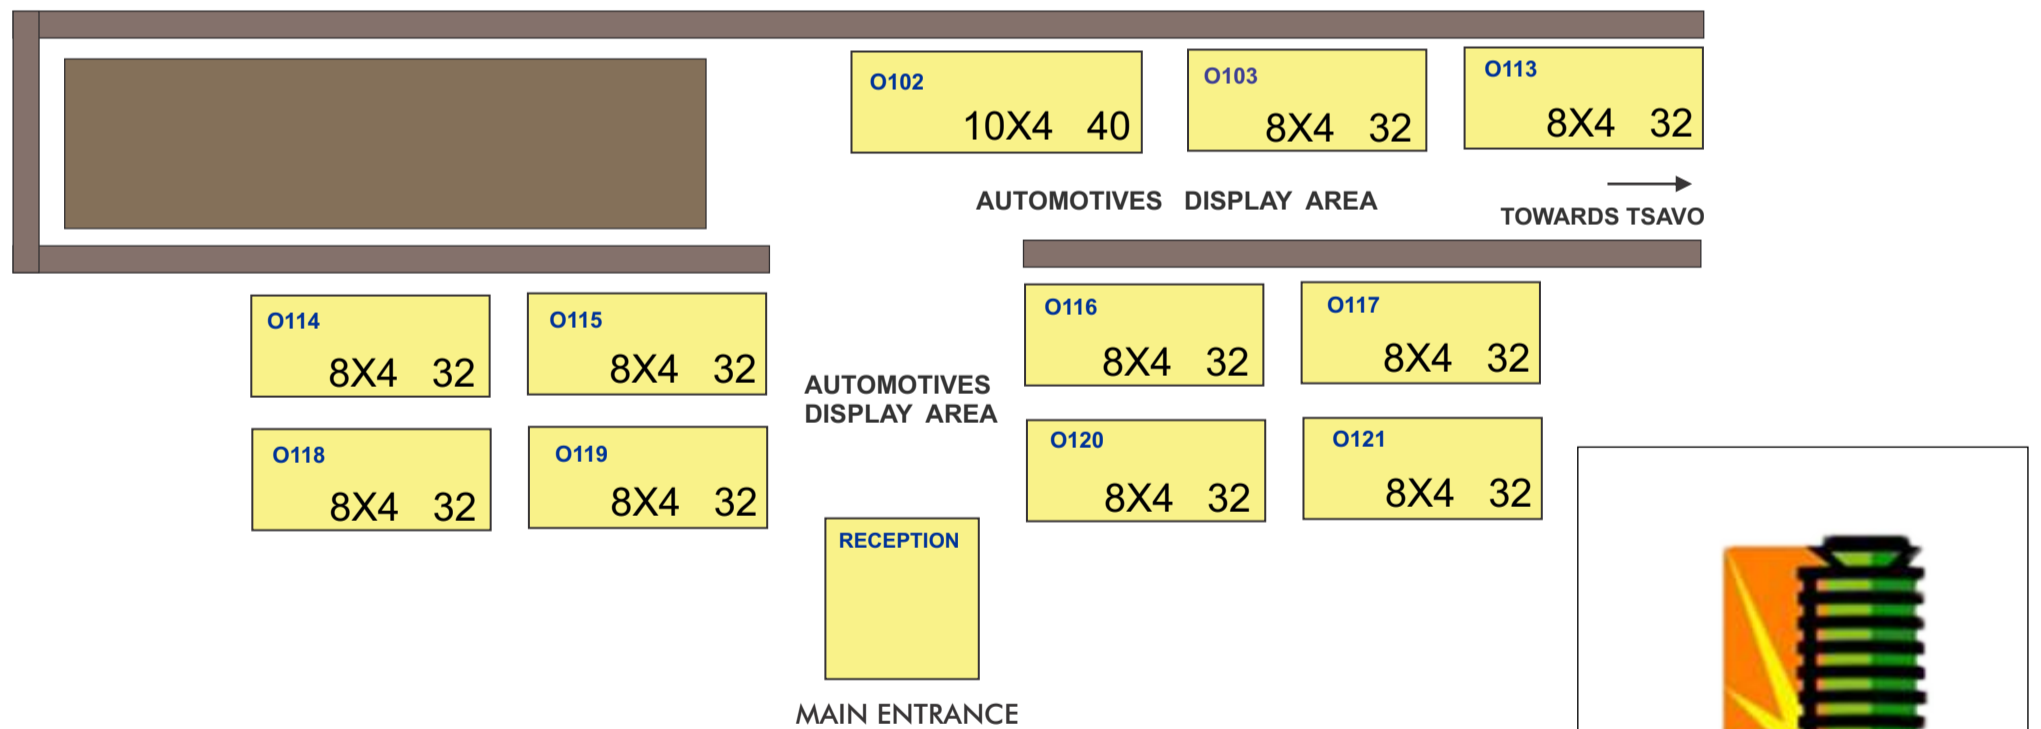 O102
10X4 40
O103
8X4 32
O113
8X4 32
AUTOMOTIVES DISPLAY AREA
TOWARDS TSAVO
O114
8X4 32
O115
8X4 32
AUTOMOTIVES
DISPLAY AREA
O116
8X4 32
O117
8X4 32
O118
8X4 32
O119
8X4 32
O120
8X4 32
O121
8X4 32
RECEPTION
MAIN ENTRANCE